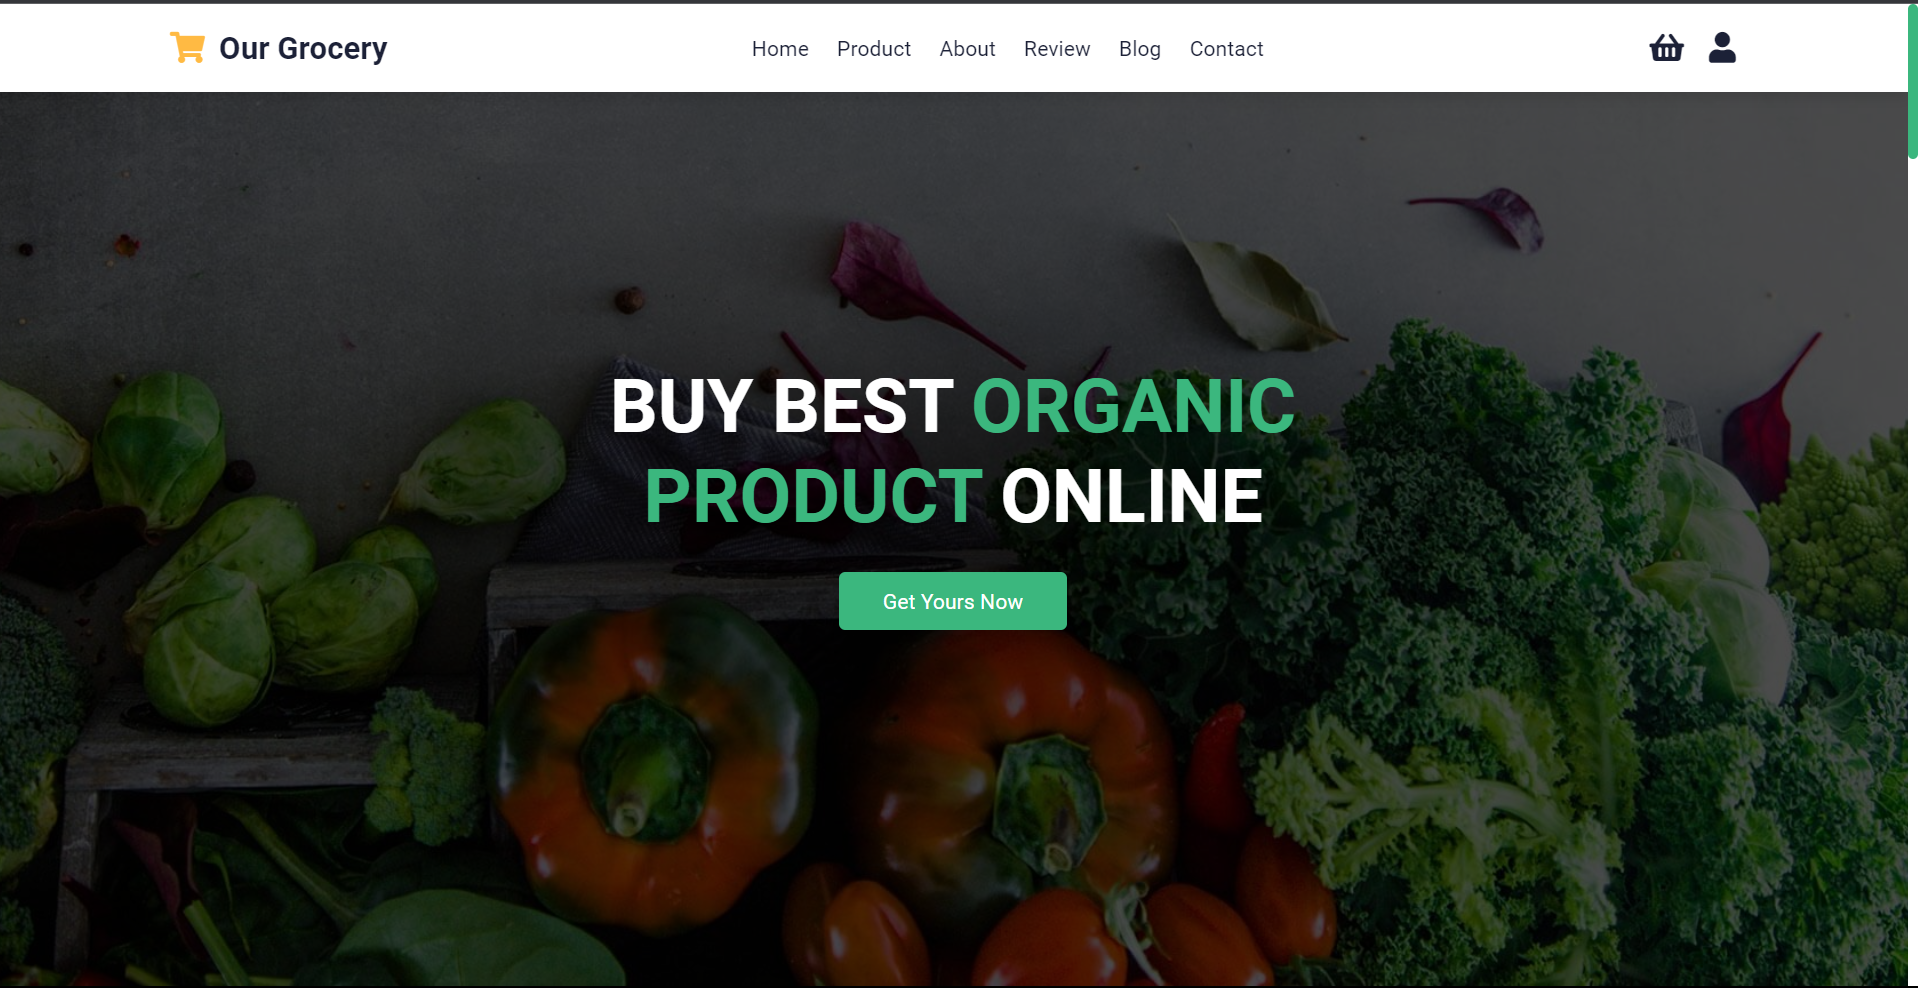 Our Grocery
Home Product About Review Blog Contact
BUY BEST ORGANIC
PRODUCT ONLINE
Get Yours Now